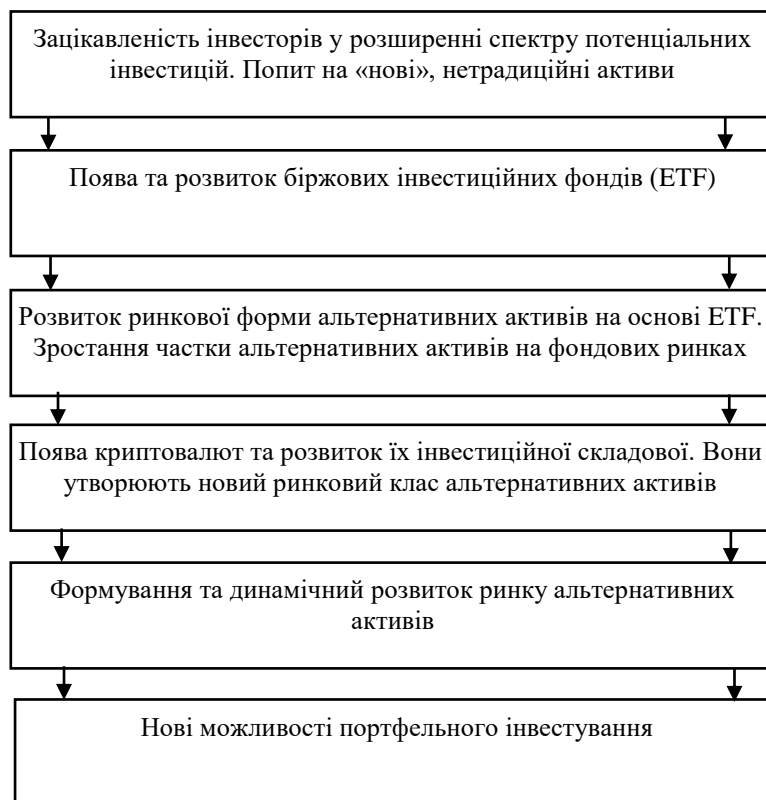 Зацікавленість інвесторів у розширенні спектру потенціальних
інвестицій. Попит на «нові», нетрадиційні активи
Поява та розвиток біржових інвестиційних фондів (ETF)
Розвиток ринкової форми альтернативних активів на основі ETF.
Зростання частки альтернативних активів на фондових ринках
Поява криптовалют та розвиток їх інвестиційної складової. Вони
утворюють новий ринковий клас альтернативних активів
Формування та динамічний розвиток ринку альтернативних
активів
Нові можливості портфельного інвестування